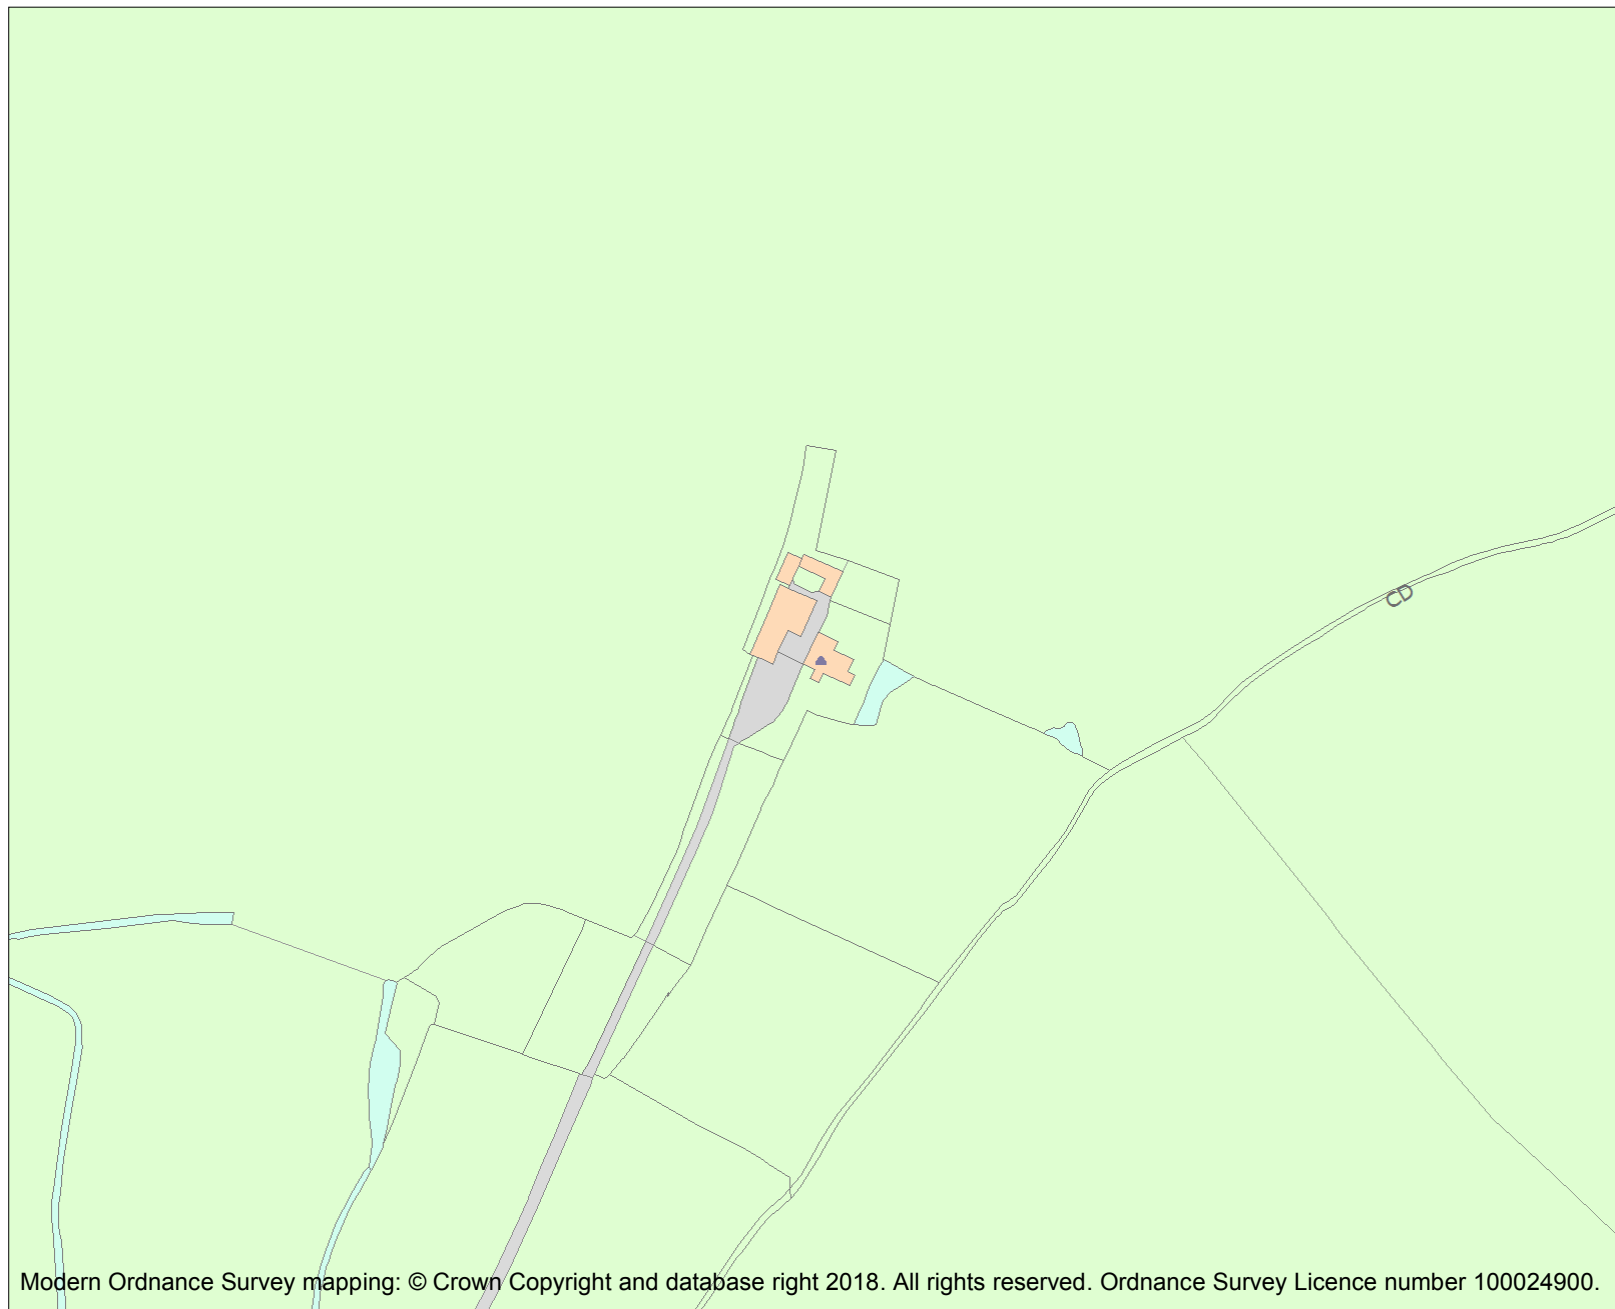 CD
Modern Ordnance Survey mapping: © Crown Copyright and database right 2018. All rights reserved. Ordnance Survey Licence number 100024900.